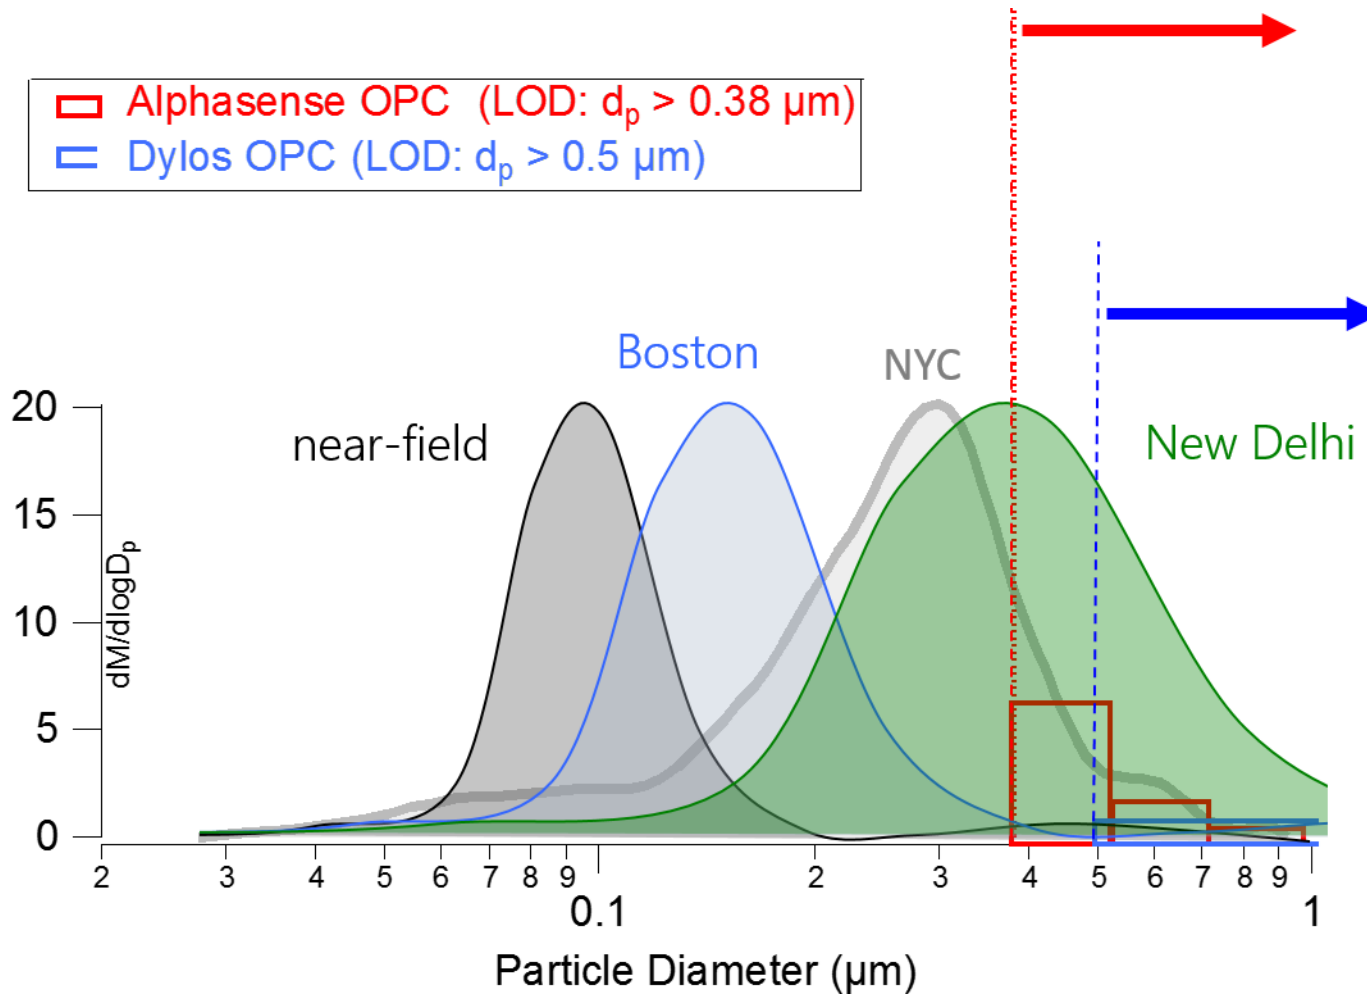 Alphasense OPC (LOD: dp > 0.38 µm)
Dylos OPC (LOD: dp > 0.5 µm)
Boston
NYC
near-field
New Delhi
20
15
10
5
0
dM/dlogDp
2 3 4 5 6 7 8 9 2 3 4 5 6 7 8 9
0.1 1
Particle Diameter (µm)